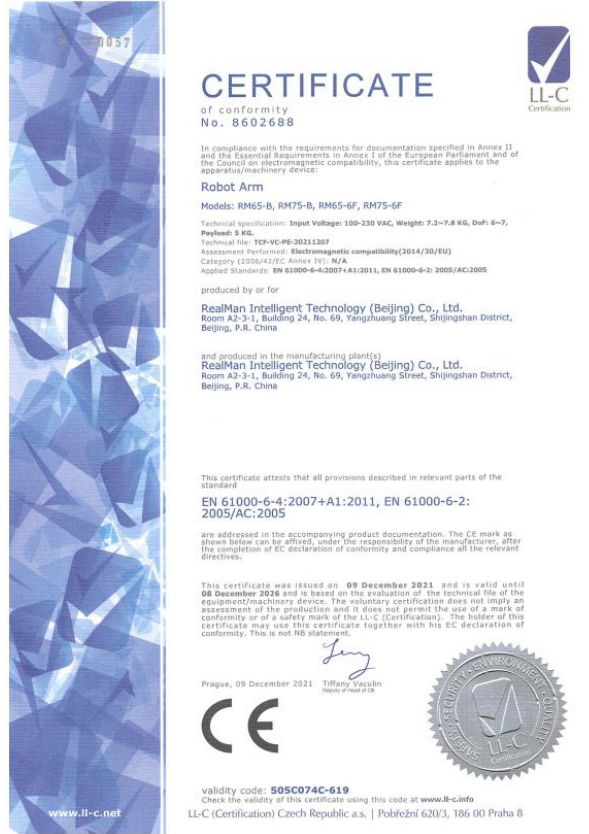 0057
CERTIFICATE
of conformity
No. 8602688
LL-C
Certification
In compliance with the requirements for documentation specified in Annex II
and the Essential Requirements in Annex I of the European Parliament and of
the Council on electromagnetic compatibility, this certificate applies to the
apparatus/machinery device:
Robot Arm
Models: RM65-B, RM75-B, RM65-6F, RM75-6F
Technical specification: Input Voltage: 100-230 VAC, Weight: 7.2~7.8 KG, DoF: 6~7,
Payload: 5 KG.
Technical file: TCF-VC-PE-20211207
Assessment Performed: Electromagnetic compatibility(2014/30/EU)
Category (2006/42/EC Annex IV): N/A
Applied Standards: EN 61000-6-4:2007+A1:2011, EN 61000-6-2: 2005/AC:2005
produced by or for
RealMan Intelligent Technology (Beijing) Co., Ltd.
Room A2-3-1, Building 24, No. 69, Yangzhuang Street, Shijingshan District,
Beijing, P.R. China
and produced in the manufacturing plant(s)
RealMan Intelligent Technology (Beijing) Co., Ltd.
Room A2-3-1, Building 24, No. 69, Yangzhuang Street, Shijingshan District,
Beijing, P.R. China
This certificate attests that all provisions described in relevant parts of the
standard
EN 61000-6-4:2007+A1:2011, EN 61000-6-2:
2005/AC:2005
are addressed in the accompanying product documentation. The CE mark as
shown below can be affixed, under the responsibility of the manufacturer, after
the completion of EC declaration of conformity and compliance all the relevant
directives.
This certificate was issued on 09 December 2021 and is valid until
08 December 2026 and is based on the evaluation of the technical file of the
equipment/machinery device. The voluntary certification does not imply an
assessment of the production and it does not permit the use of a mark of
conformity or of a safety mark of the LL-C (Certification). The holder of this
certificate may use this certificate together with his EC declaration of
conformity. This is not NB statement.
Prague, 09 December 2021 Tiffany Vaculin
Deputy of Head of CB
CE
SAFETY · SECURITY · ENVIRONMENT · QUALITY
LL-C
Certification
validity code: 505C074C-619
Check the validity of this certificate using this code at www.ll-c.info
www.ll-c.net
LL-C (Certification) Czech Republic a.s. | Pobřežní 620/3, 186 00 Praha 8